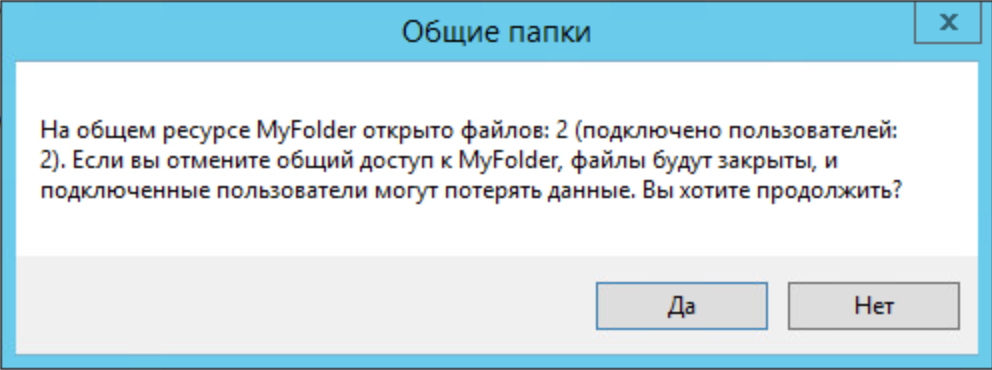 Общие папки
x
На общем ресурсе MyFolder открыто файлов: 2 (подключено пользователей:
2). Если вы отмените общий доступ к MyFolder, файлы будут закрыты, и
подключенные пользователи могут потерять данные. Вы хотите продолжить?
Да
Нет